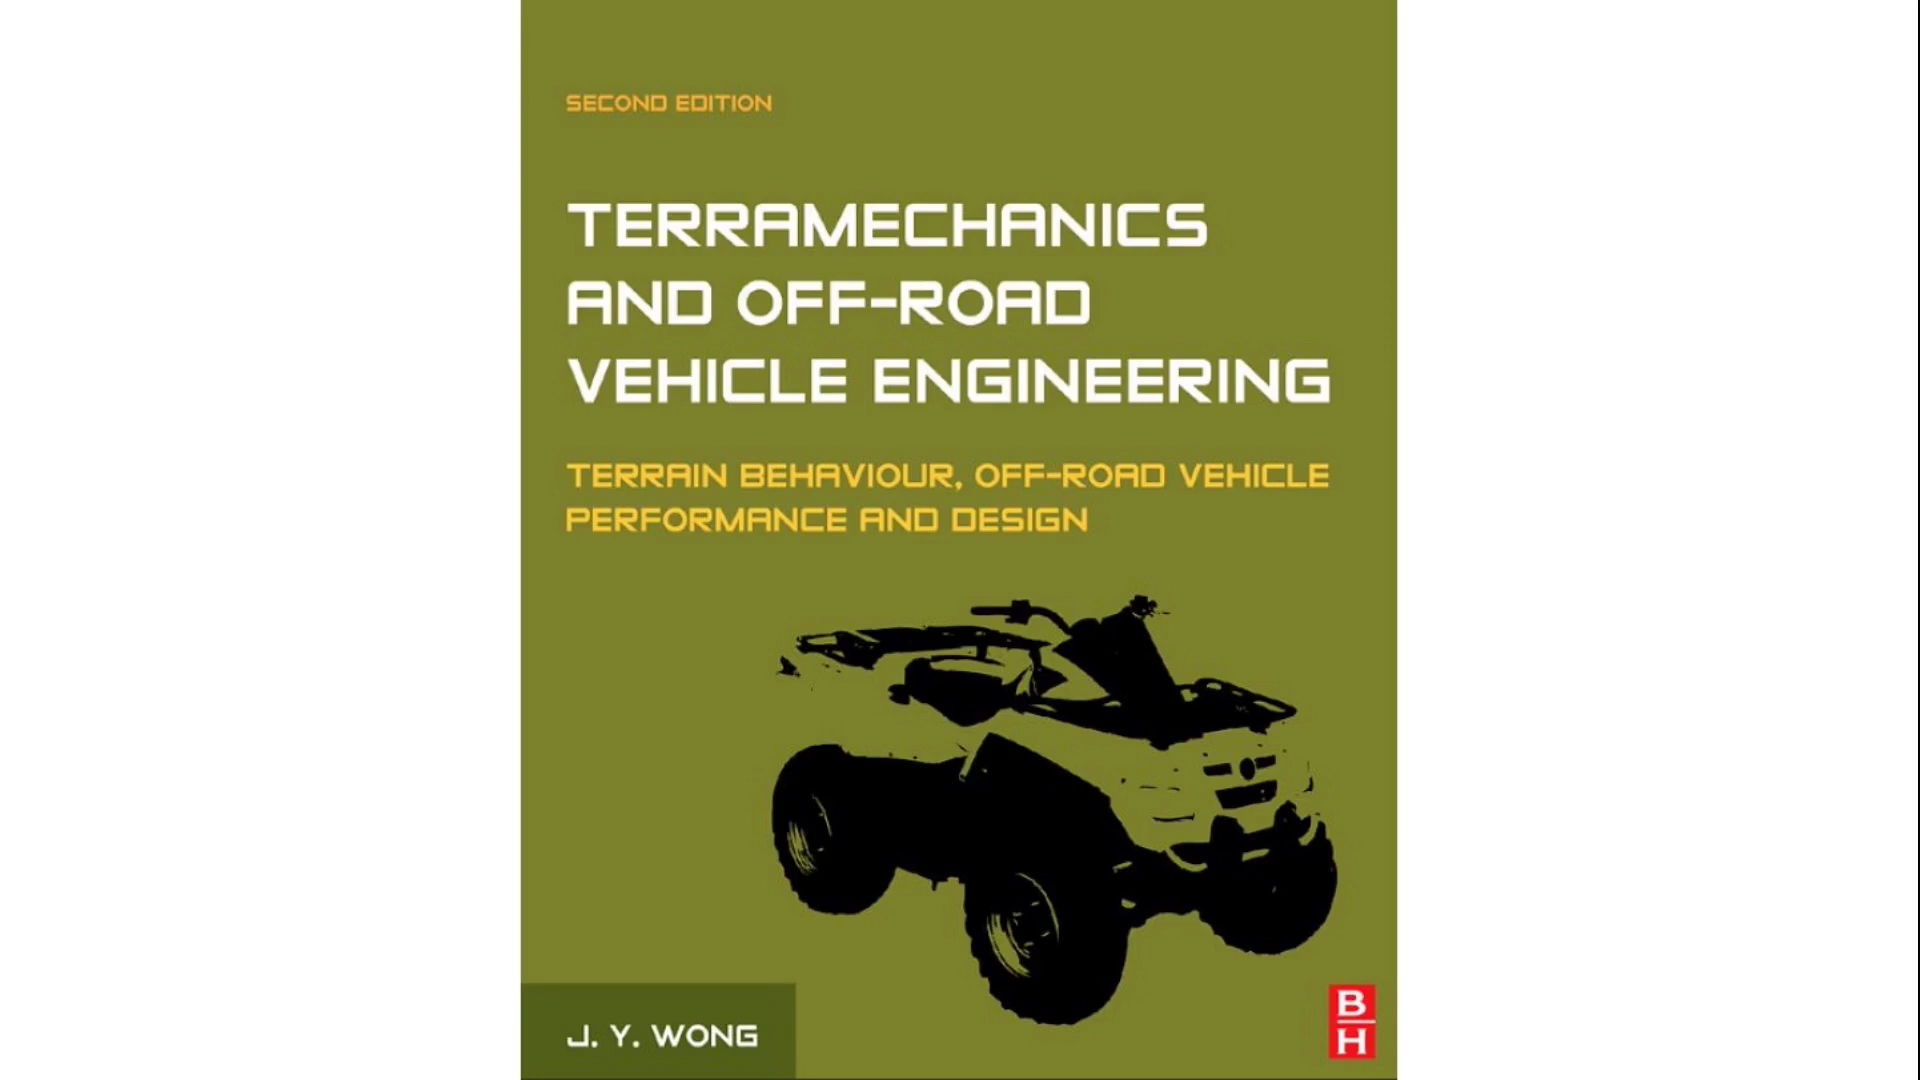 SECOND EDITION
TERRAMECHANICS
AND OFF-ROAD
VEHICLE ENGINEERING
TERRAIN BEHAVIOUR, OFF-ROAD VEHICLE
PERFORMANCE AND DESIGN
J. Y. WONG
B
H